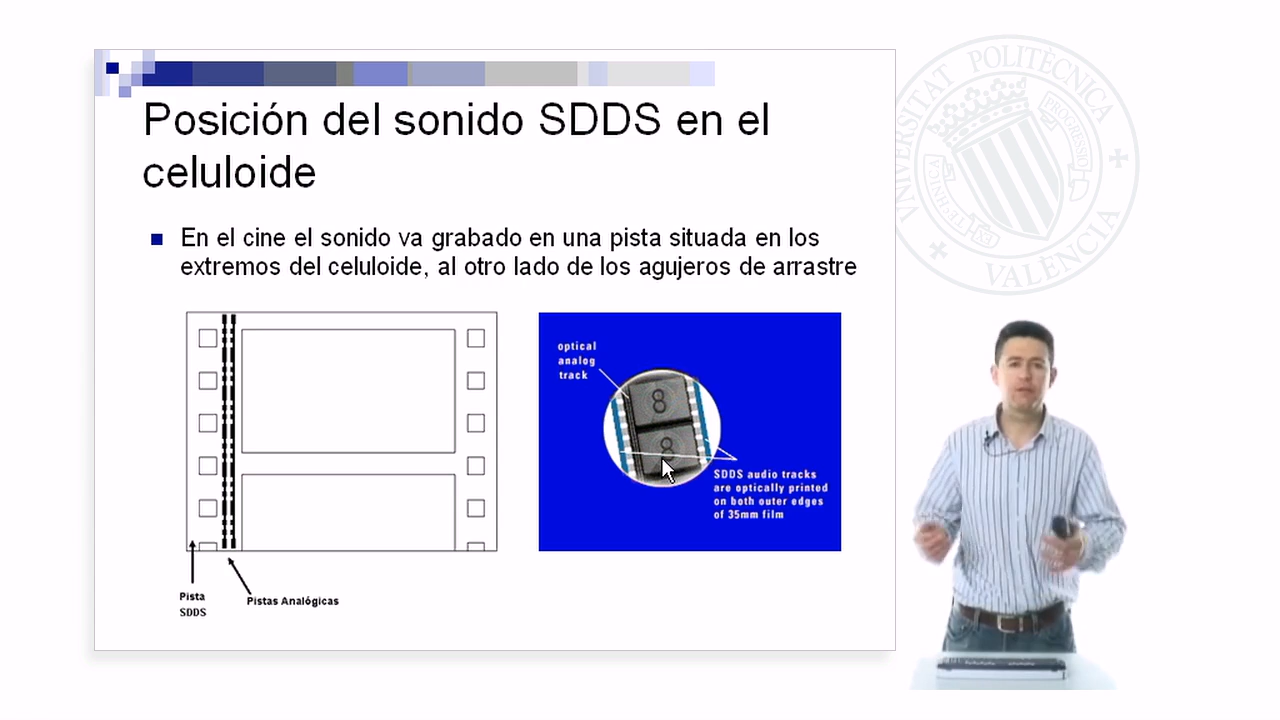 Posición del sonido SDDS en el
celuloide
En el cine el sonido va grabado en una pista situada en los
extremos del celuloide, al otro lado de los agujeros de arrastre
optical
analog
track
8
8
SDDS audio tracks
are optically printed
on both outer edges
of 35mm film
Pista
SDDS
Pistas Analógicas
UNIVERSITAT POLITÈCNICA
VALÈNCIA